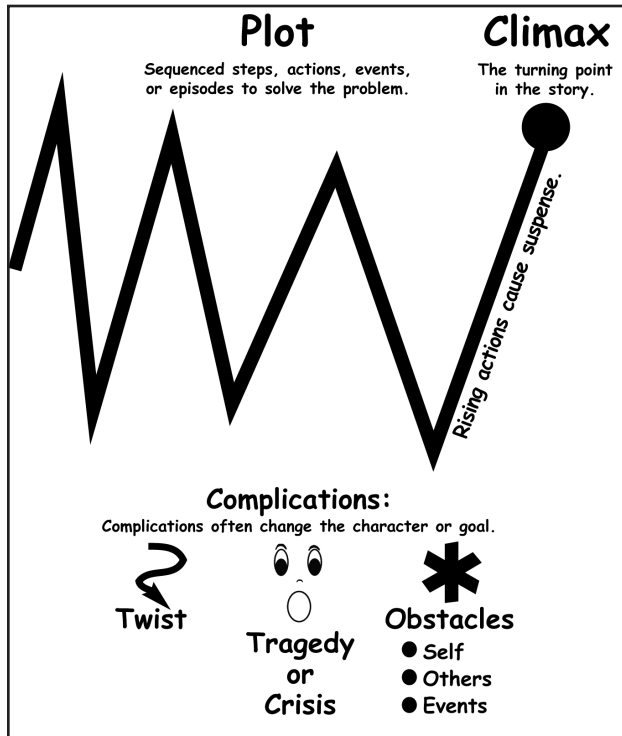 Plot
Sequenced steps, actions, events,
or episodes to solve the problem.
Climax
The turning point
in the story.
Rising actions cause suspense.
Complications:
Complications often change the character or goal.
Twist
Tragedy
or
Crisis
Obstacles
Self
Others
Events